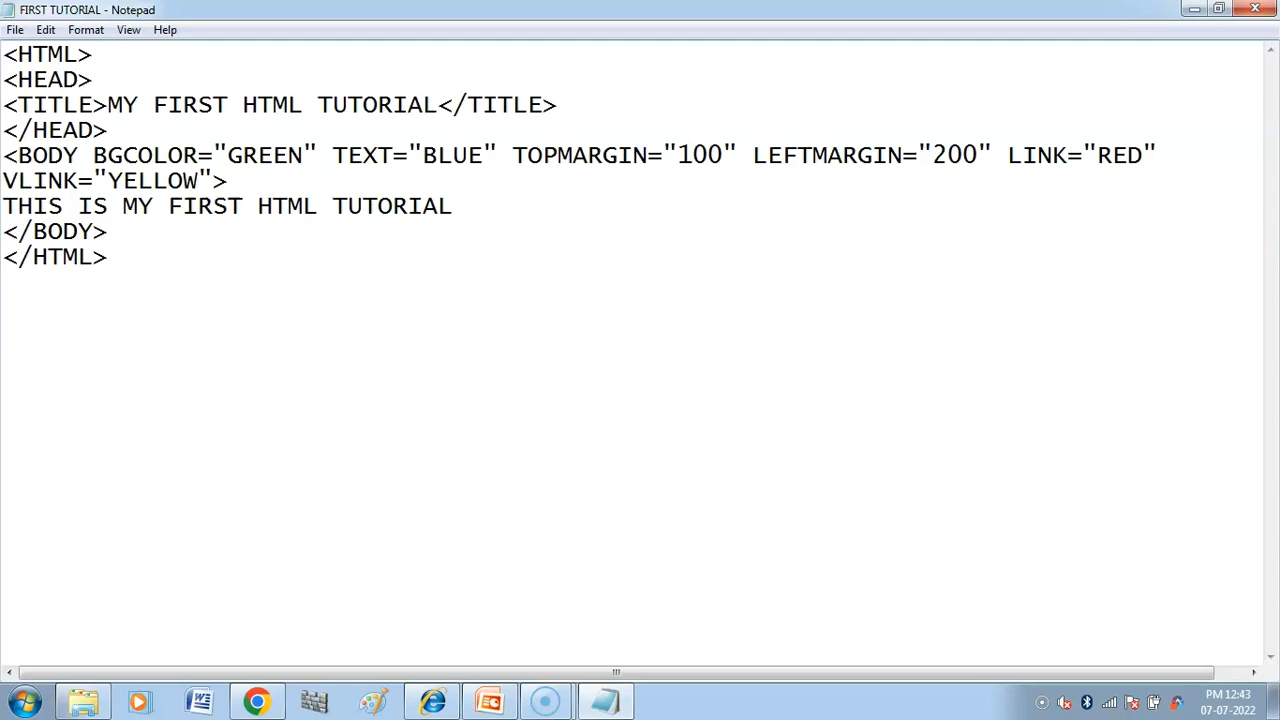 FIRST TUTORIAL - Notepad
File Edit Format View Help
<HTML>
<HEAD>
<TITLE>MY FIRST HTML TUTORIAL</TITLE>
</HEAD>
<BODY BGCOLOR="GREEN" TEXT="BLUE" TOPMARGIN="100" LEFTMARGIN="200" LINK="RED"
VLINK="YELLOW">
THIS IS MY FIRST HTML TUTORIAL
</BODY>
</HTML>
PM 12:43
07-07-2022